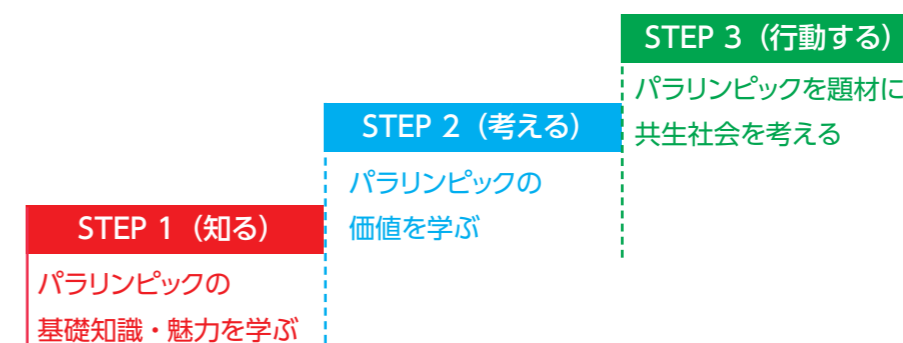 STEP 1（知る）
パラリンピックの
基礎知識・魅力を学ぶ
STEP 2（考える）
パラリンピックの
価値を学ぶ
STEP 3（行動する）
パラリンピックを題材に
共生社会を考える